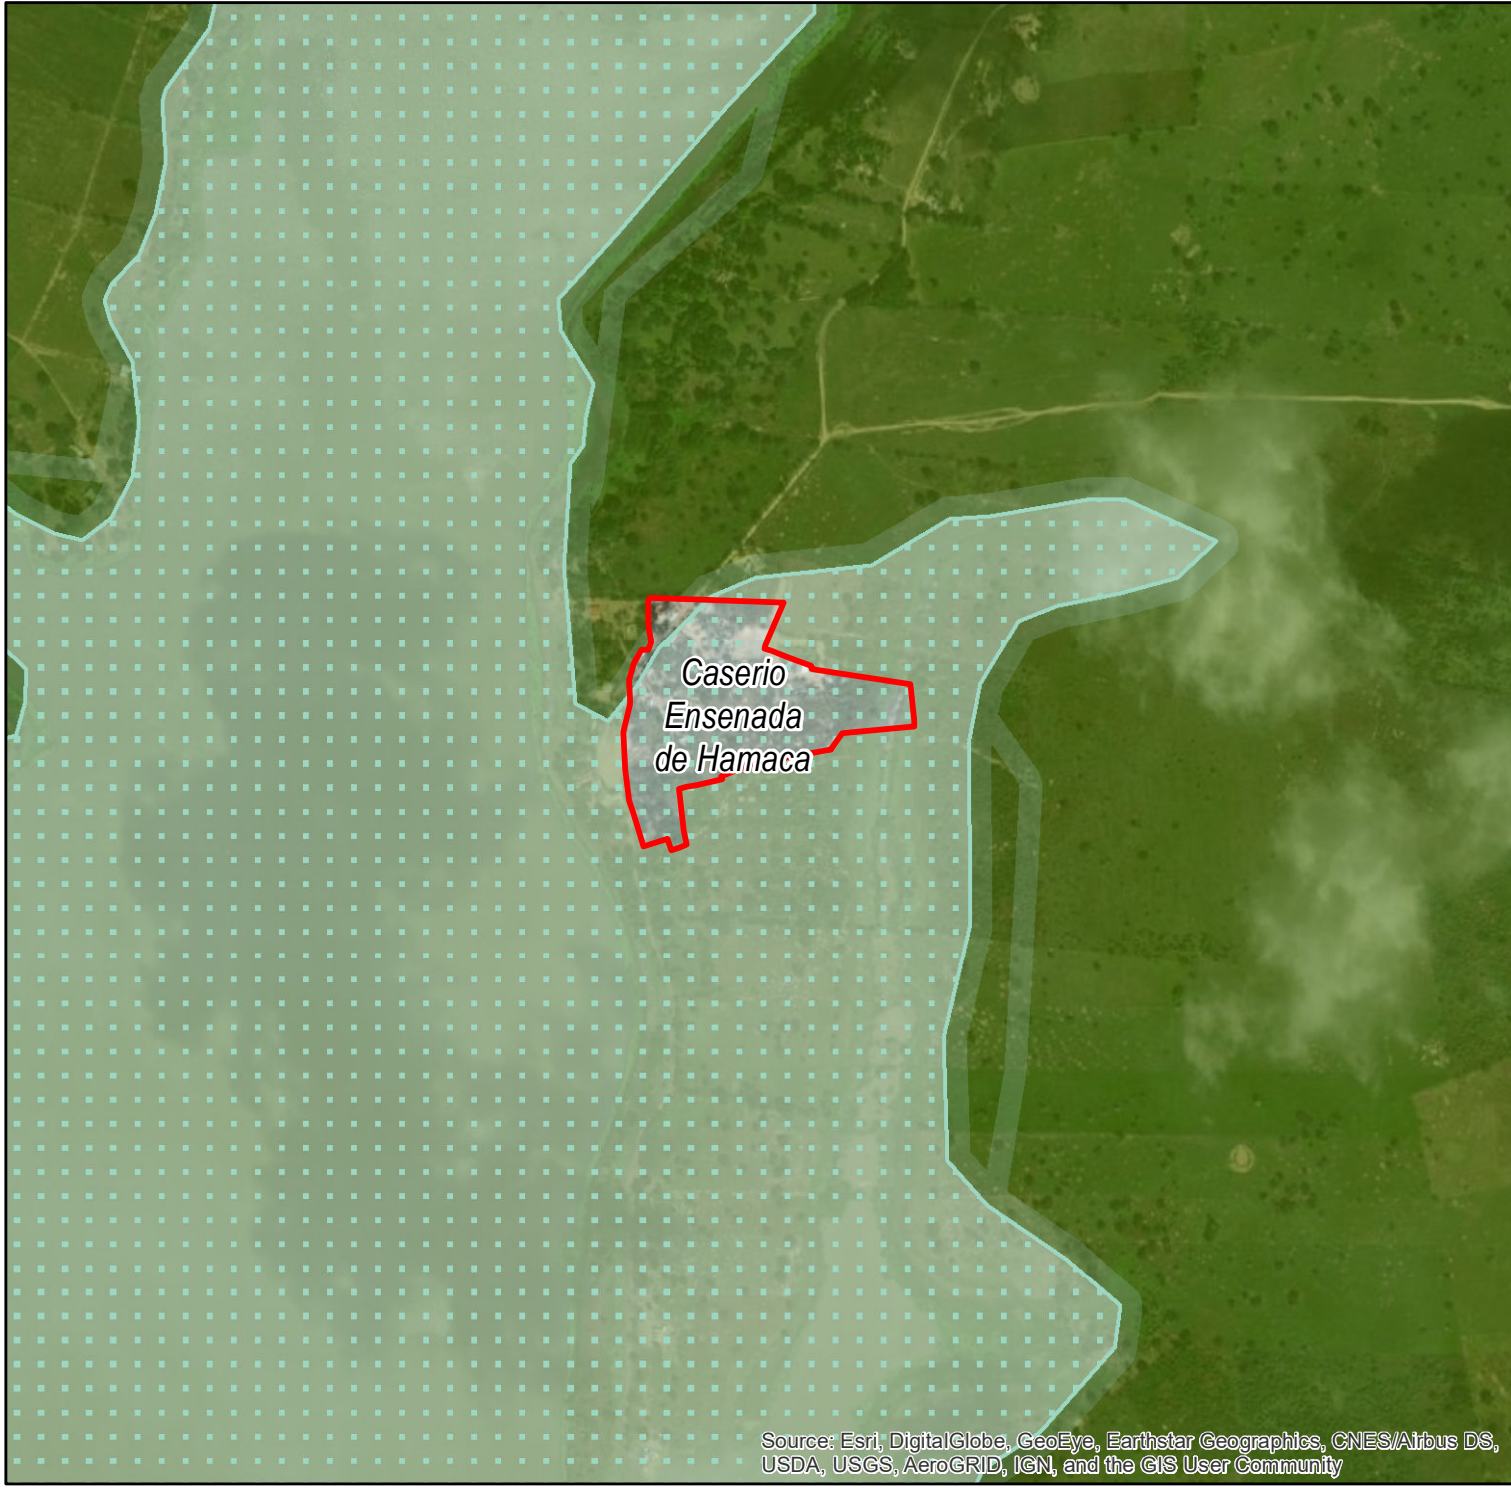 Caserio
Ensenada
de Hamaca
Source: Esri, DigitalGlobe, GeoEye, Earthstar Geographics, CNES/Airbus DS,
USDA, USGS, AeroGRID, IGN, and the GIS User Community